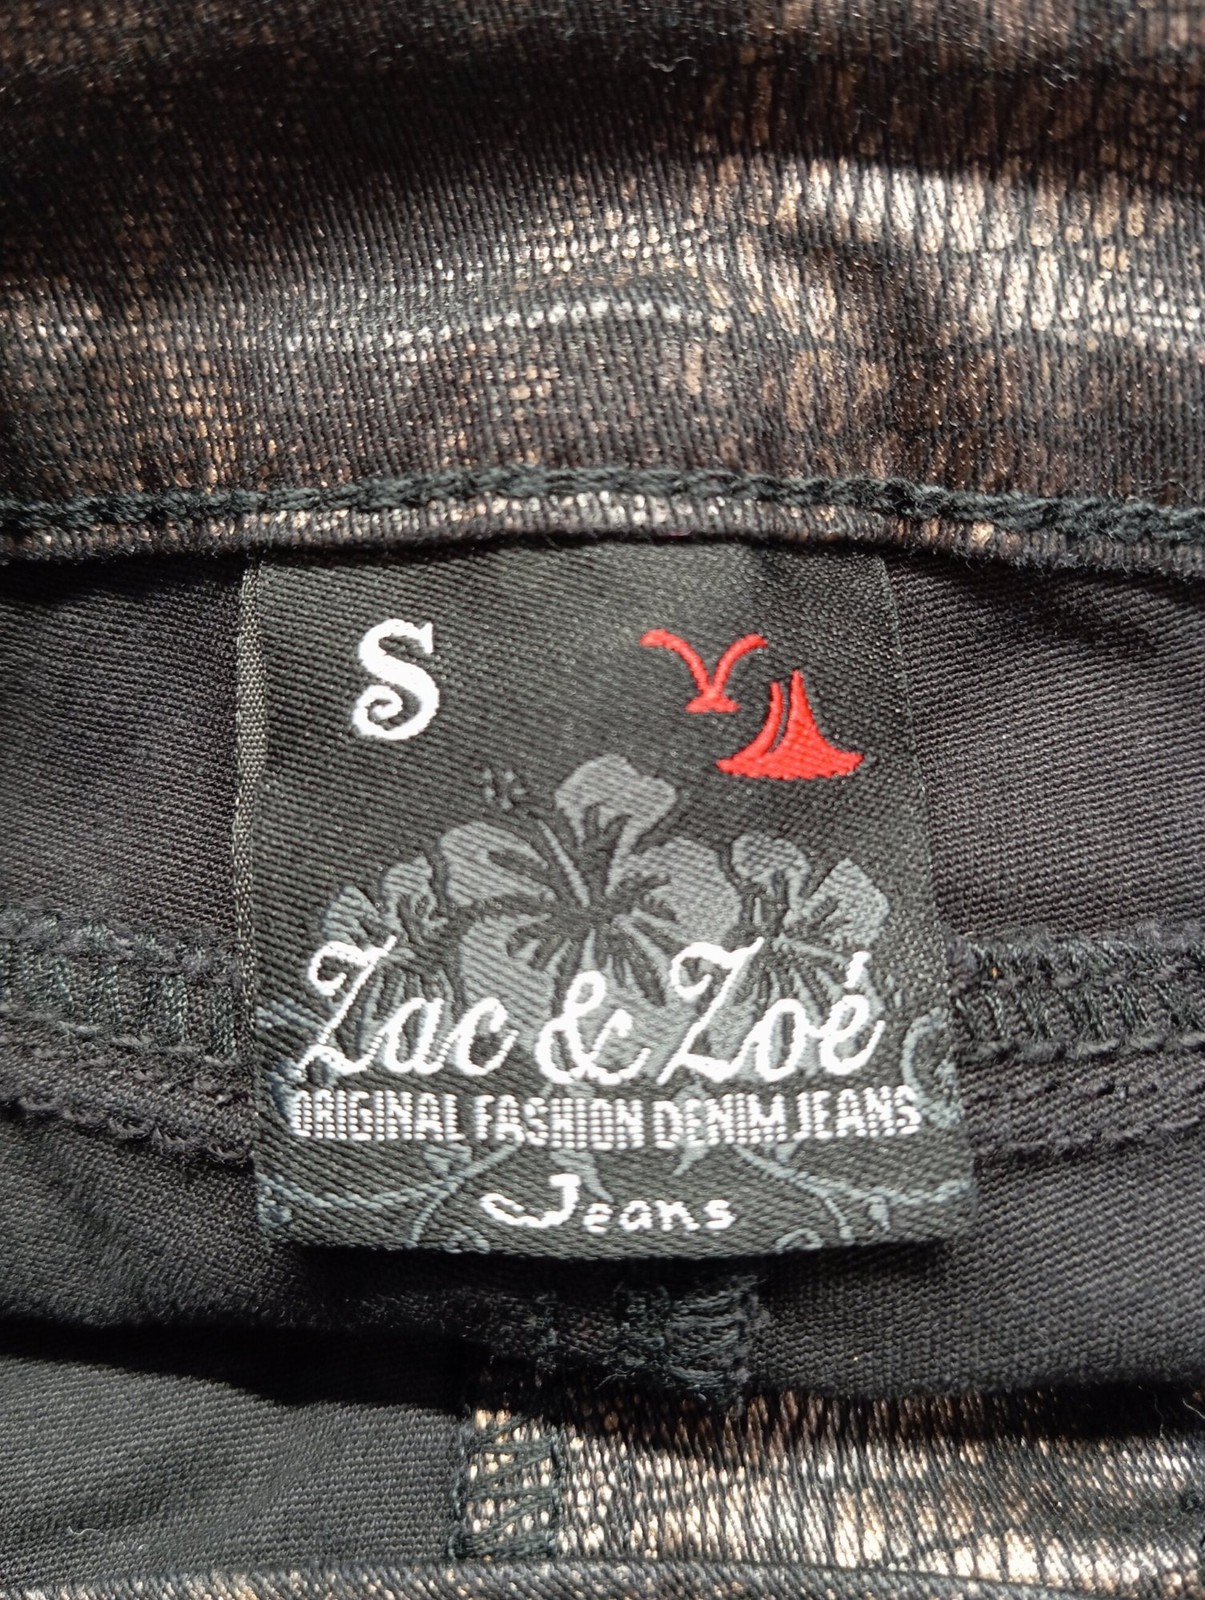 S
Zac & Zoé
ORIGINAL FASHION DENIM JEANS
Jeans